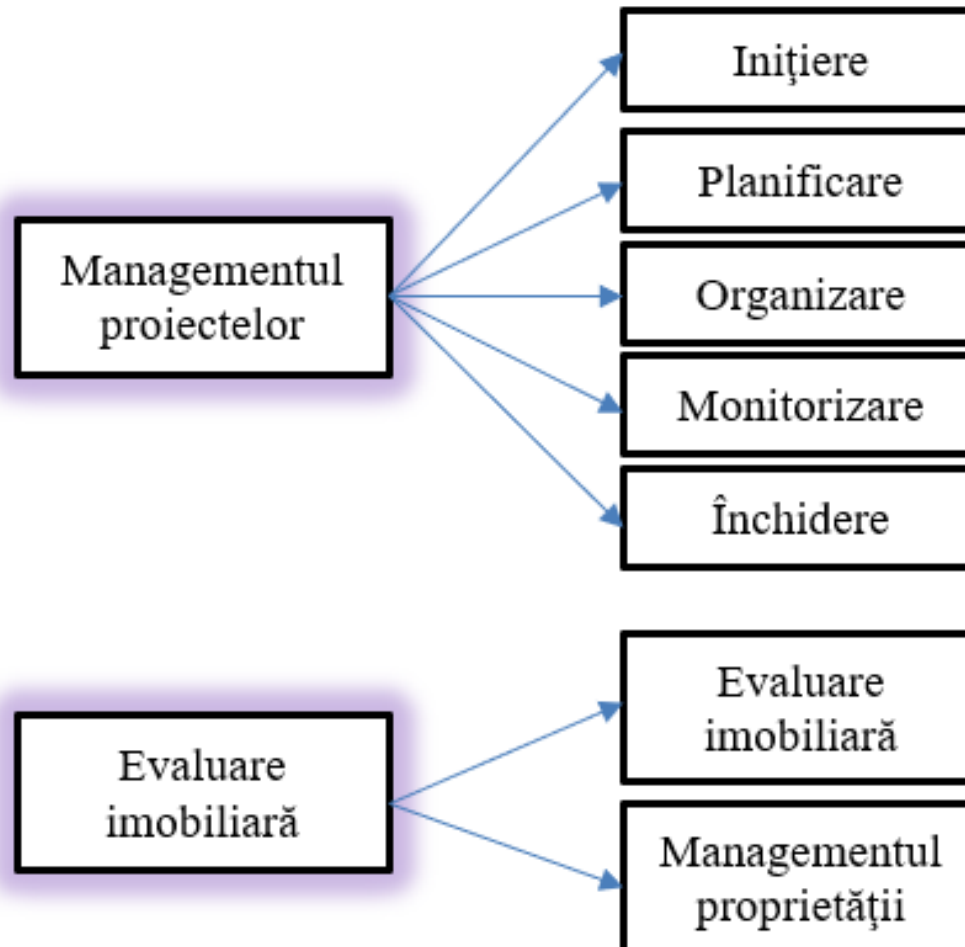 Iniţiere
Planificare
Managementul
proiectelor
Organizare
Monitorizare
Închidere
Evaluare
imobiliară
Evaluare
imobiliară
Managementul
proprietăţii